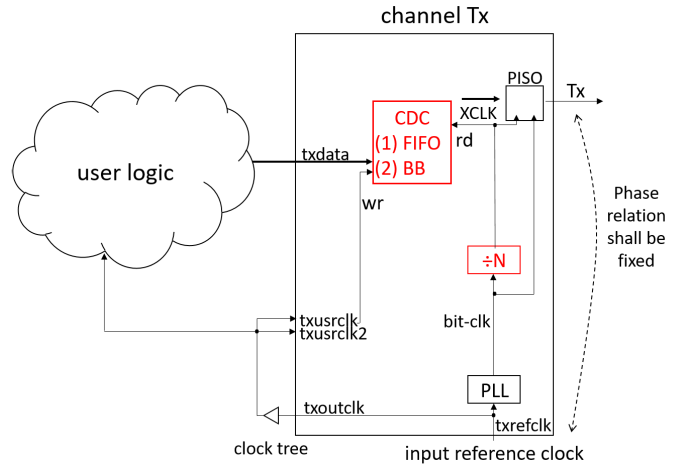 channel Tx
PISO
Tx
XCLK
CDC
(1) FIFO
(2) BB
rd
txdata
user logic
wr
Phase
relation
shall be
fixed
÷N
bit-clk
txusrclk
txusrclk2
PLL
txoutclk
txrefclk
clock tree
input reference clock